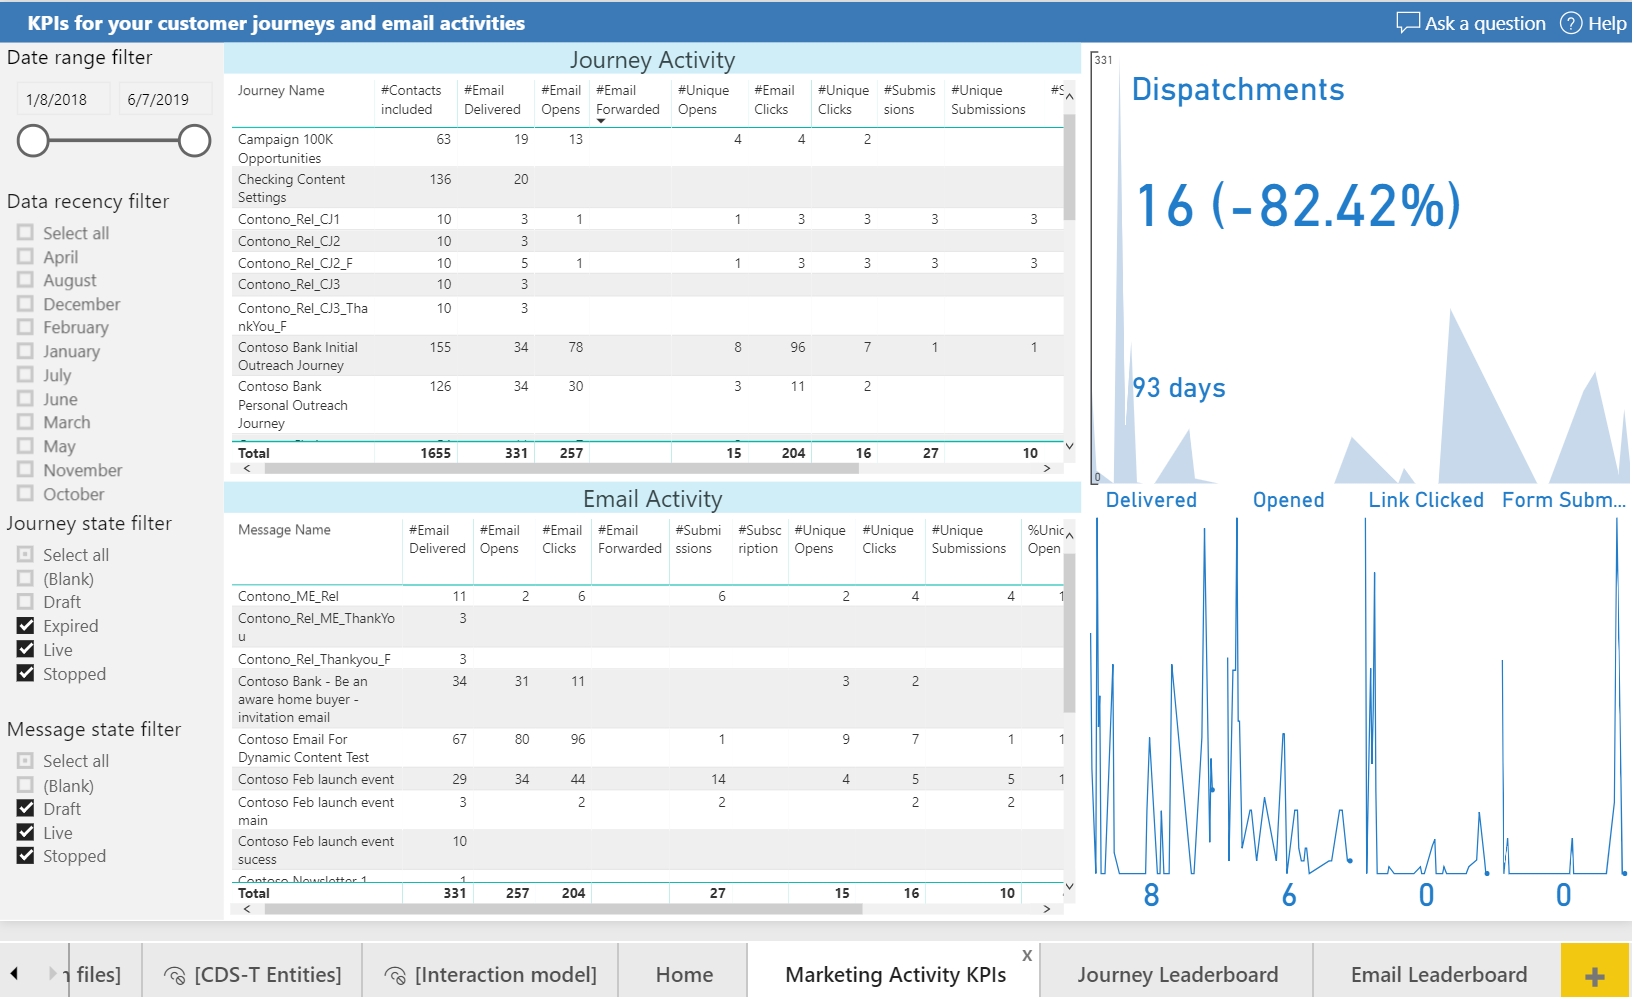 KPIs for your customer journeys and email activities
Ask a question
Help
Date range filter
1/8/2018 6/7/2019
Data recency filter
Select all
April
August
December
February
January
July
June
March
May
November
October
Journey state filter
Select all
(Blank)
Draft
Expired
Live
Stopped
Message state filter
Select all
(Blank)
Draft
Live
Stopped
Journey Activity
Journey Name #Contacts #Email #Email #Email #Unique #Email #Unique #Submis #Unique
included Delivered Opens Forwarded Opens Clicks Clicks sions Submissions
Campaign 100K 63 19 13 4 4 2
Opportunities
Checking Content 136 20
Settings
Contono_Rel_CJ1 10 3 1 1 3 3 3 3
Contono_Rel_CJ2 10 3
Contono_Rel_CJ2_F 10 5 1 1 3 3 3 3
Contono_Rel_CJ3 10 3
Contono_Rel_CJ3_Tha 10 3
nkYou_F
Contoso Bank Initial 155 34 78 8 96 7 1 1
Outreach Journey
Contoso Bank 126 34 30 3 11 2
Personal Outreach
Journey
Total 1655 331 257 15 204 16 27 10
Email Activity
Message Name #Email #Email #Email #Email #Submi #Subsc #Unique #Unique #Unique %Unic
Delivered Opens Clicks Forwarded ssions ription Opens Clicks Submissions Open
Contono_ME_Rel 11 2 6 6 2 4 4 1
Contono_Rel_ME_ThankYo 3
u
Contono_Rel_Thankyou_F 3
Contoso Bank - Be an 34 31 11 3 2
aware home buyer -
invitation email
Contoso Email For 67 80 96 1 9 7 1 1
Dynamic Content Test
Contoso Feb launch event 29 34 44 14 4 5 5 1
Contoso Feb launch event 3 2 2 2 2
main
Contoso Feb launch event 10
sucess
Contoso Newsletter 1 1
Total 331 257 204 27 15 16 10
331
Dispatchments
16 (-82.42%)
93 days
0
Delivered Opened Link Clicked Form Subm...
8 6 0 0
files] [CDS-T Entities] [Interaction model] Home Marketing Activity KPIs x Journey Leaderboard Email Leaderboard +